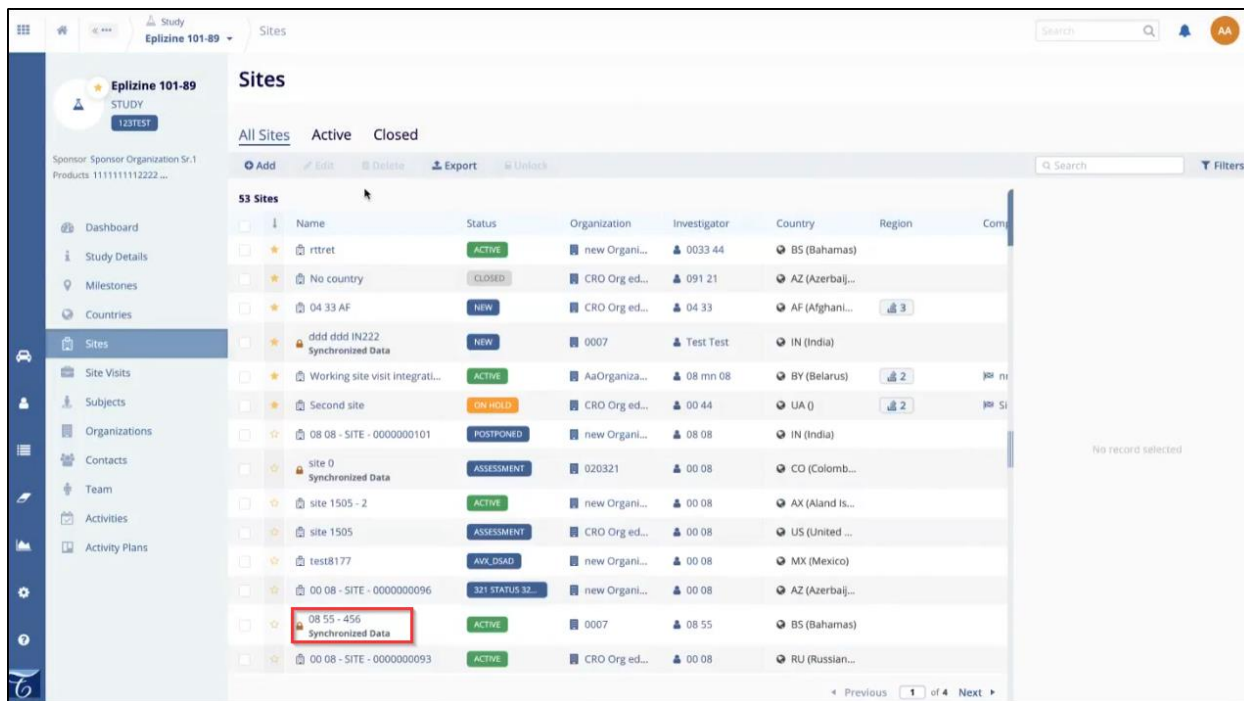 Study
Eplizine 101-89
Sites
Search
AA
Eplizine 101-89
STUDY
123TEST
Sponsor Sponsor Organization Sr.1
Products 1111111112222 ...
Dashboard
Study Details
Milestones
Countries
Sites
Site Visits
Subjects
Organizations
Contacts
Team
Activities
Activity Plans
Sites
All Sites Active Closed
Add Edit Delete Export Unlock Search Filters
53 Sites
Name Status Organization Investigator Country Region Comp
rttret ACTIVE new Organi... 0033 44 BS (Bahamas)
No country CLOSED CRO Org ed... 091 21 AZ (Azerbaij...
04 33 AF NEW CRO Org ed... 04 33 AF (Afghani... 3
ddd ddd IN222 NEW 0007 Test Test IN (India)
Synchronized Data
Working site visit integrati... ACTIVE AaOrganiza... 08 mn 08 BY (Belarus) 2
Second site ON HOLD CRO Org ed... 00 44 UA () 2 Si
08 08 - SITE - 0000000101 POSTPONED new Organi... 08 08 IN (India)
site 0 ASSESSMENT 020321 00 08 CO (Colomb...
Synchronized Data
site 1505 - 2 ACTIVE new Organi... 00 08 AX (Aland Is...
site 1505 ASSESSMENT CRO Org ed... 00 08 US (United ...
test8177 AVX_DSAD new Organi... 00 08 MX (Mexico)
00 08 - SITE - 0000000096 321 STATUS 32... new Organi... 00 08 AZ (Azerbaij...
08 55 - 456 ACTIVE 0007 08 55 BS (Bahamas)
Synchronized Data
00 08 - SITE - 0000000093 ACTIVE CRO Org ed... 00 08 RU (Russian...
Previous 1 of 4 Next
No record selected